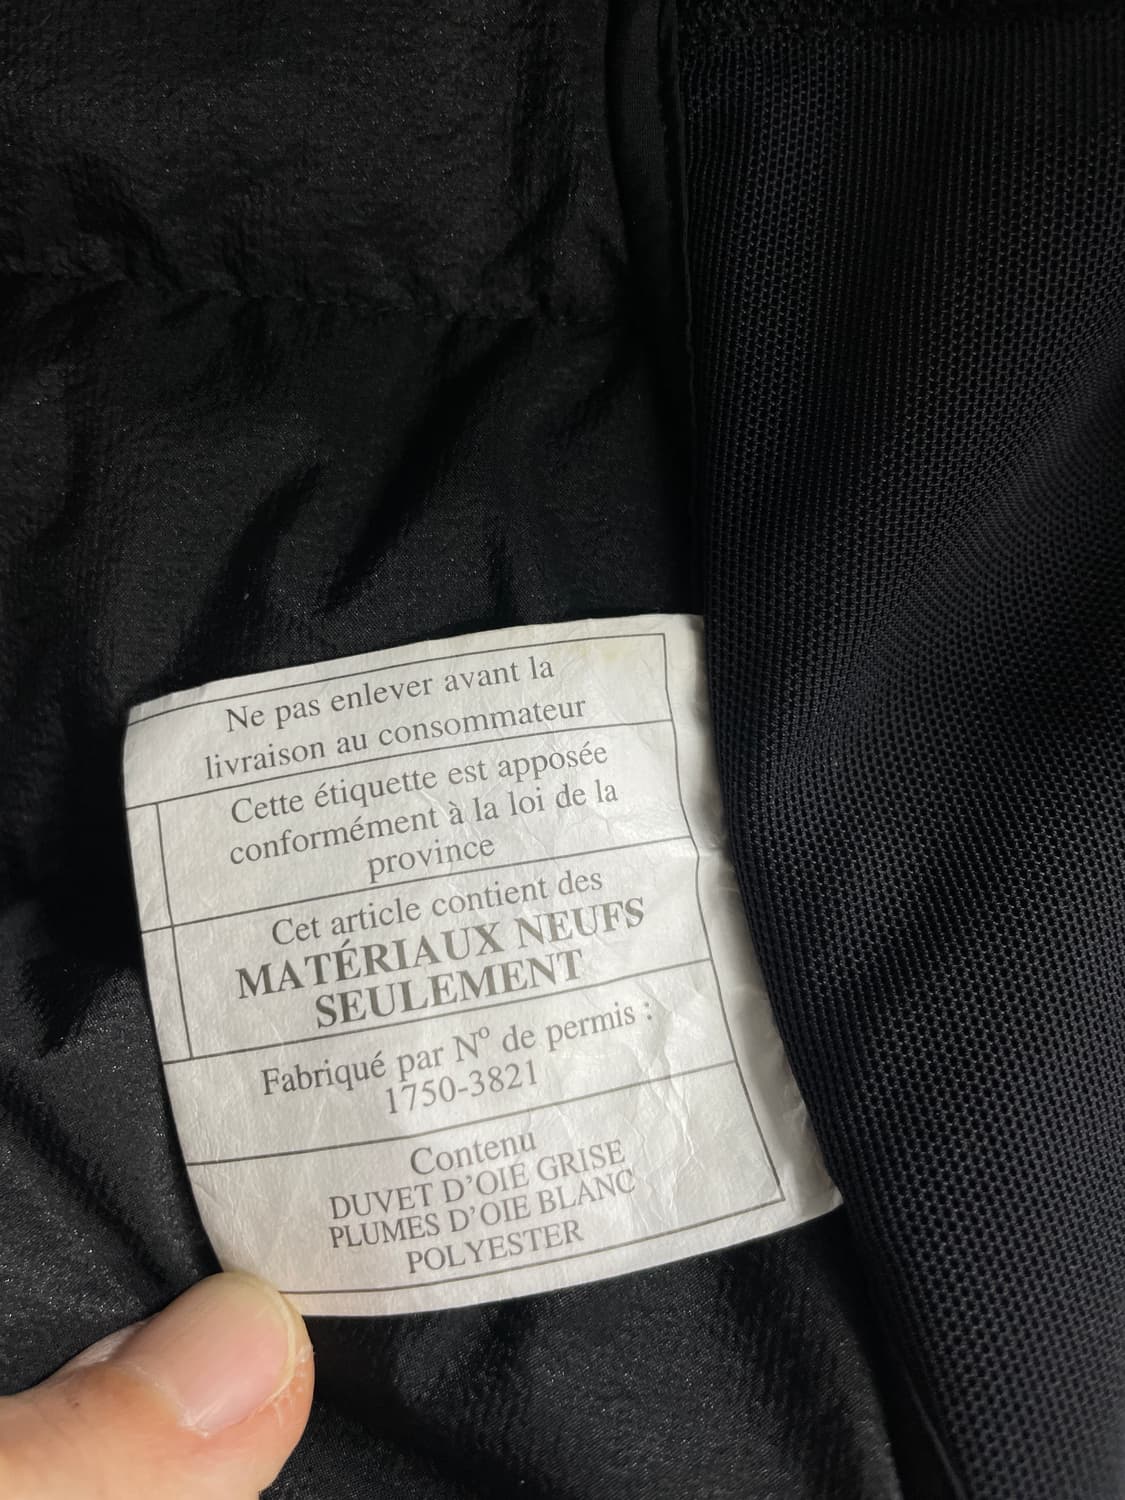 Ne pas enlever avant la
livraison au consommateur
Cette étiquette est apposée
conformément à la loi de la
province
Cet article contient des
MATÉRIAUX NEUFS
SEULEMENT
Fabriqué par Nº de permis :
1750-3821
Contenu
DUVET D'OIE GRISE
PLUMES D'OIE BLANC
POLYESTER